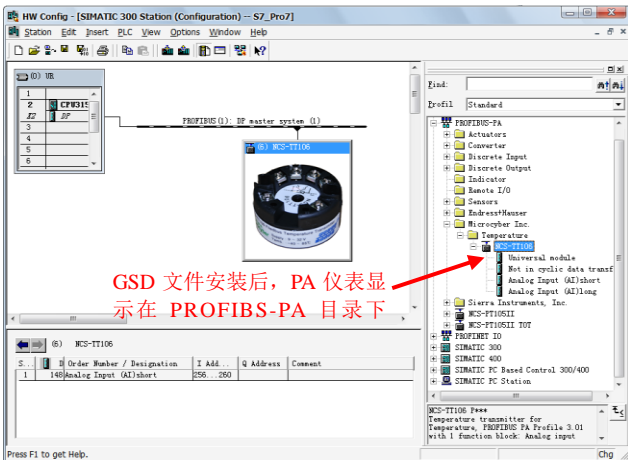 HW Config - [SIMATIC 300 Station (Configuration) -- S7_Pro7]
Station Edit Insert PLC View Options Window Help
(0) UR
1
2 CPU315
X2 DP
3
4
5
6
PROFIBUS(1): DP master system (1)
(6) NCS-TT106
GSD 文件安装后，PA 仪表显
示在 PROFIBS-PA 目录下
Find:
Profil Standard
PROFIBUS-PA
Actuators
Converter
Discrete Input
Discrete Output
Indicator
Remote I/O
Sensors
Endress+Hauser
Microcyber Inc.
Temperature
NCS-TT106
Universal module
Not in cyclic data transf
Analog Input (AI)short
Analog Input (AI)long
Sierra Instruments, Inc.
NCS-PT105II
NCS-PT105II TOT
PROFINET IO
SIMATIC 300
SIMATIC 400
SIMATIC PC Based Control 300/400
SIMATIC PC Station
(6) NCS-TT106
S... D Order Number / Designation I Add... Q Address Comment
1 148 Analog Input (AI)short 256...260
NCS-TT106 P***
Temperature transmitter for
Temperature, PROFIBUS PA Profile 3.01
with 1 function block: Analog input
Press F1 to get Help.
Chg